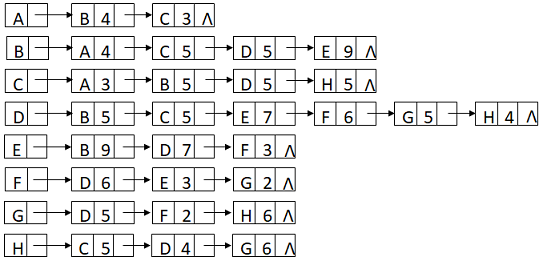 A B 4 C 3 Λ
B A 4 C 5 D 5 E 9 Λ
C A 3 B 5 D 5 H 5 Λ
D B 5 C 5 E 7 F 6 G 5 H 4 Λ
E B 9 D 7 F 3 Λ
F D 6 E 3 G 2 Λ
G D 5 F 2 H 6 Λ
H C 5 D 4 G 6 Λ